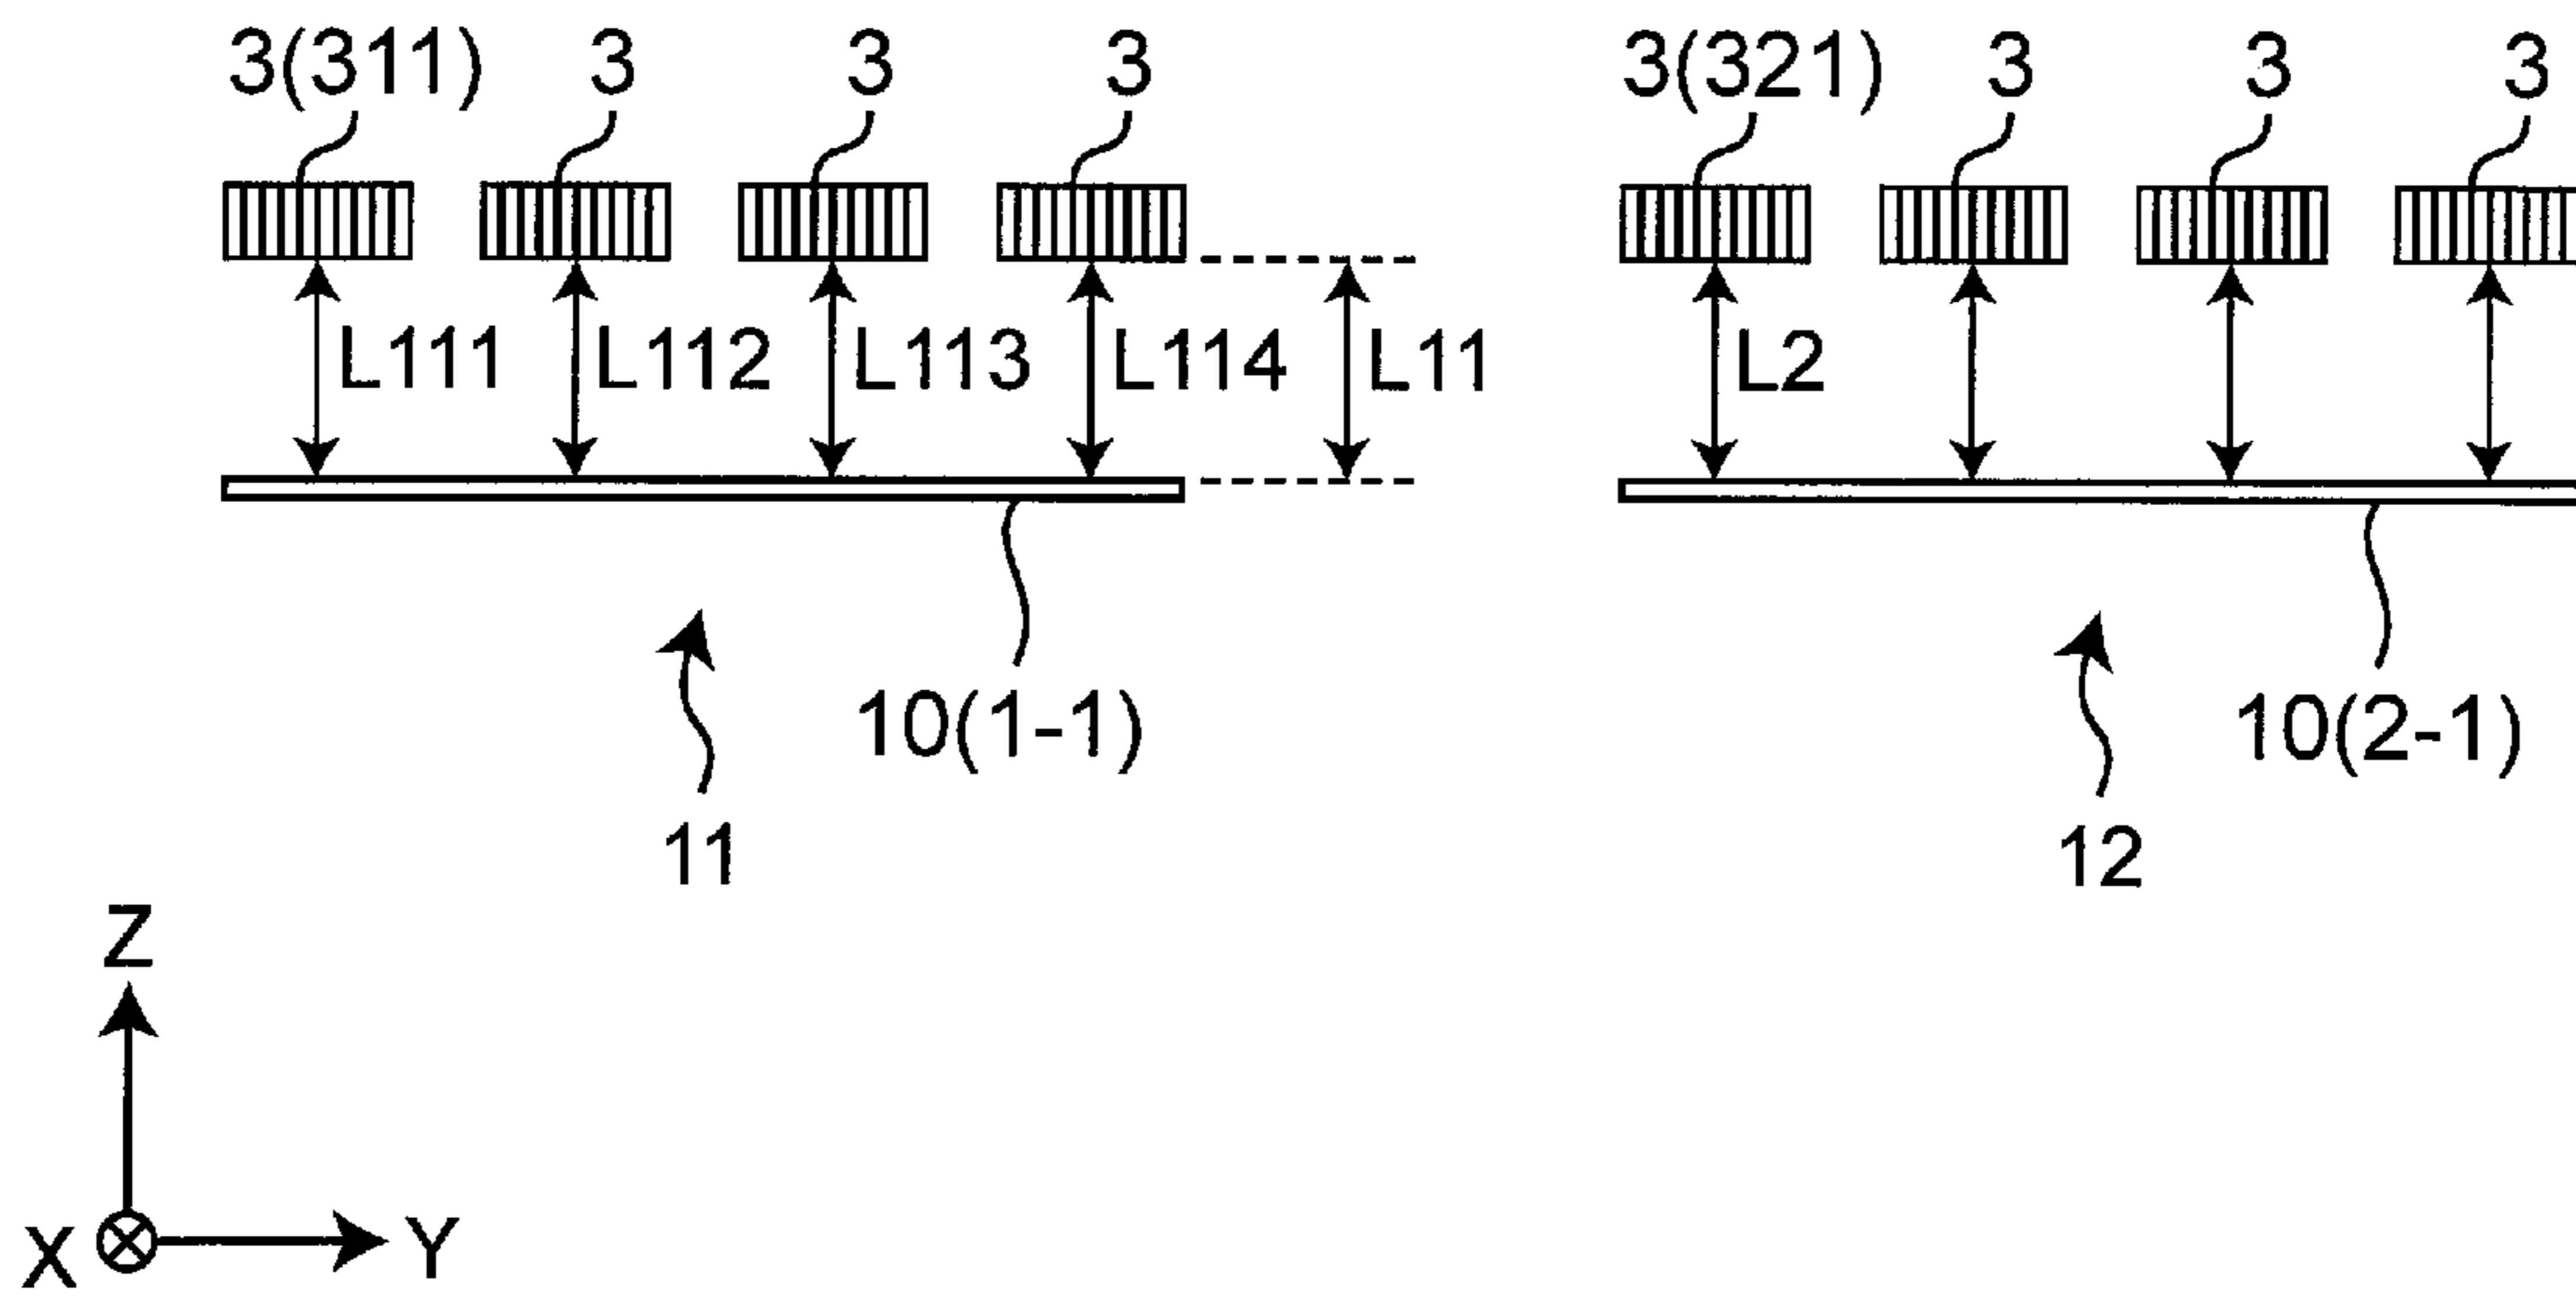 3(311) 3 3 3 3(321) 3 3 3
L111 L112 L113 L114 L11 L2
10(1-1) 10(2-1)
11 12
Z
X Y